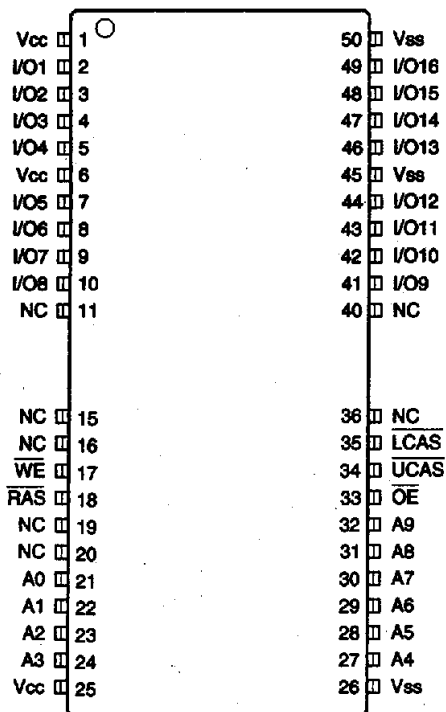 Vcc 1 50 Vss
I/O1 2 49 I/O16
I/O2 3 48 I/O15
I/O3 4 47 I/O14
I/O4 5 46 I/O13
Vcc 6 45 Vss
I/O5 7 44 I/O12
I/O6 8 43 I/O11
I/O7 9 42 I/O10
I/O8 10 41 I/O9
NC 11 40 NC
NC 15 36 NC
NC 16 35 LCAS
WE 17 34 UCAS
RAS 18 33 OE
NC 19 32 A9
NC 20 31 A8
A0 21 30 A7
A1 22 29 A6
A2 23 28 A5
A3 24 27 A4
Vcc 25 26 Vss